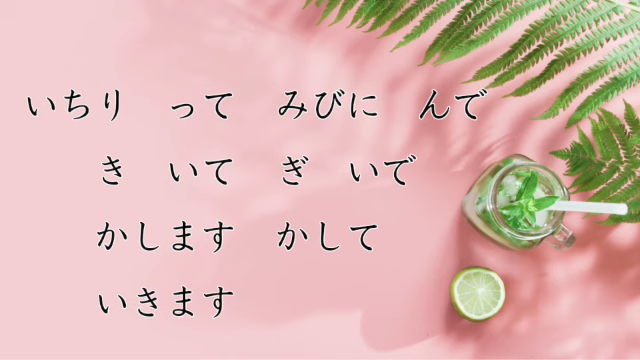 いちり　って　みびに　んで
き　いて　ぎ　いで
かします　かして
いきます